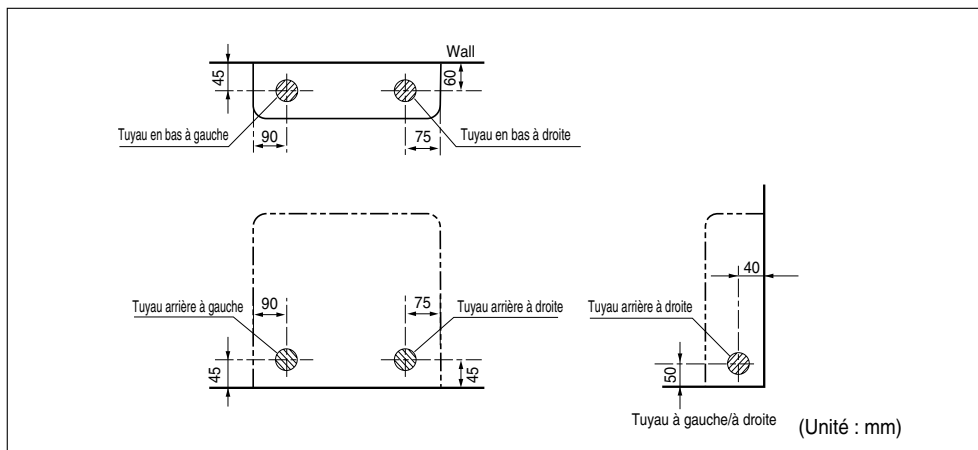 Wall
45
60
Tuyau en bas à gauche
90
75
Tuyau en bas à droite
Tuyau arrière à gauche
90
75
Tuyau arrière à droite
45
45
Tuyau arrière à droite
40
50
Tuyau à gauche/à droite
(Unité : mm)